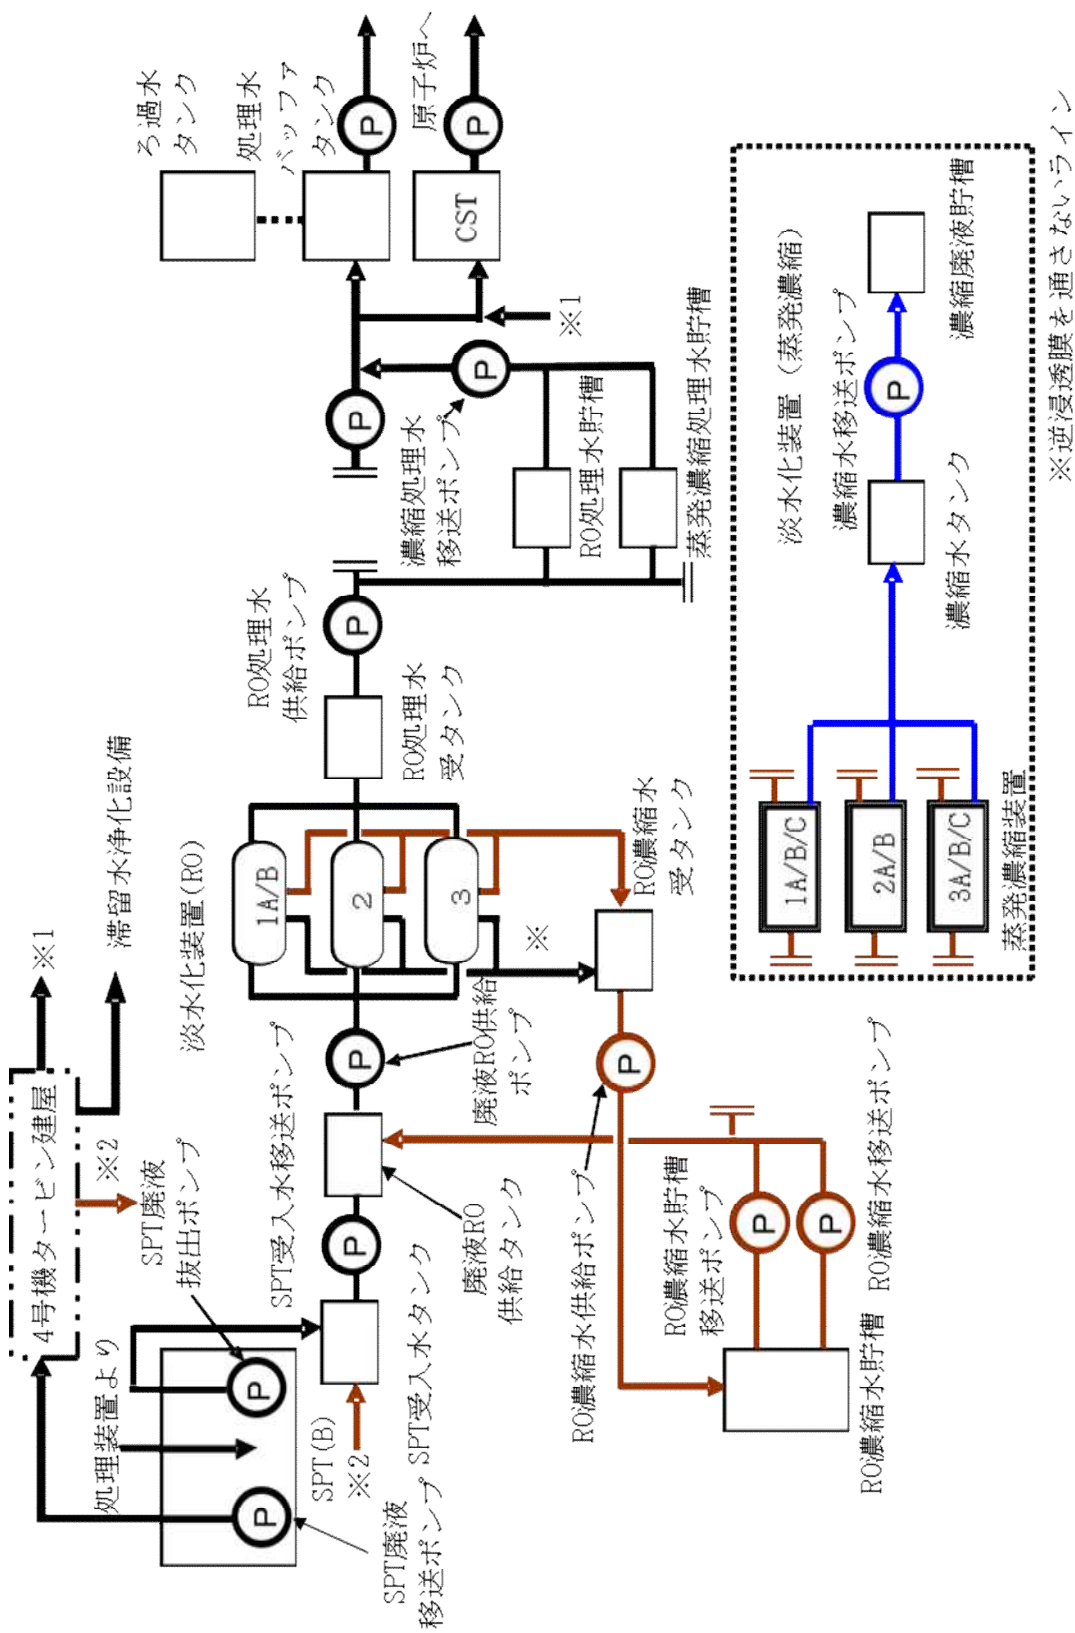 4号機タービン建屋
※1
滞留水浄化設備
※2
処理装置より
SPT廃液
抜出ポンプ
P
P
SPT(B)
※2
SPT廃液
移送ポンプ
SPT受入水タンク
SPT受入水移送ポンプ
P
廃液RO
供給タンク
P
廃液RO供給
ポンプ
淡水化装置(RO)
1A/B
2
3
※
RO処理水
供給ポンプ
P
RO処理水
受タンク
RO濃縮水
受タンク
P
RO濃縮水供給ポンプ
RO濃縮水貯槽
移送ポンプ
P
P
RO濃縮水移送ポンプ
RO濃縮水貯槽
ろ過水
タンク
処理水
バッファ
タンク
P
原子炉へ
P
CST
※1
P
P
濃縮処理水
移送ポンプ
RO処理水貯槽
蒸発濃縮処理水貯槽
淡水化装置(蒸発濃縮)
濃縮水移送ポンプ
P
濃縮廃液貯槽
濃縮水タンク
1A/B/C
2A/B
3A/B/C
蒸発濃縮装置
※逆浸透膜を通さないライン